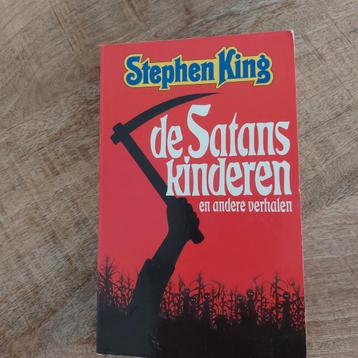 Stephen King
de Satans
kinderen
en andere verhalen